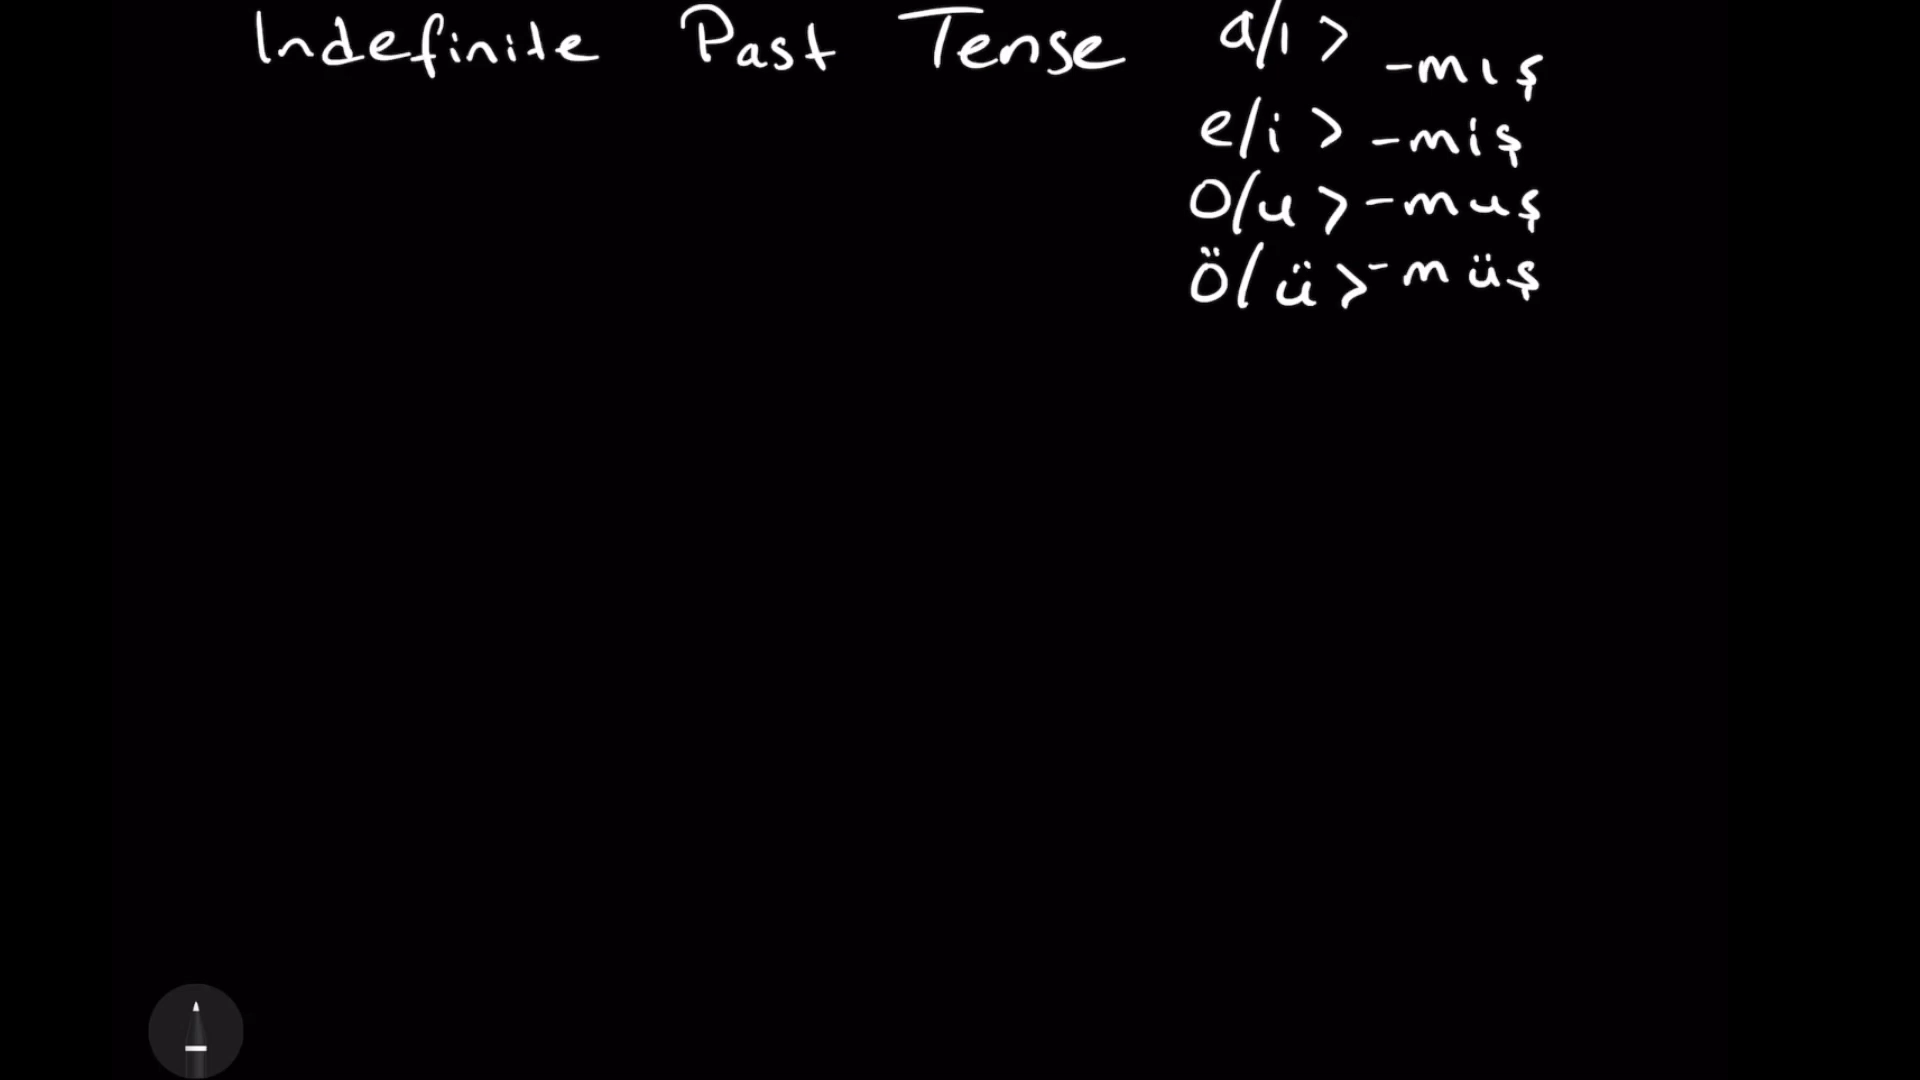 Indefinite Past Tense a/ı > -mış
e/i > -miş
o/u > -muş
ö/ü > -müş